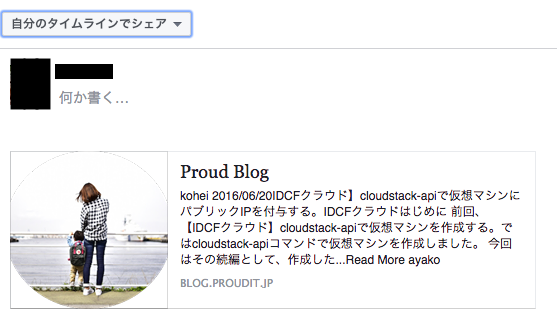 自分のタイムラインでシェア
何か書く...
Proud Blog
kohei 2016/06/20IDCFクラウド】cloudstack-apiで仮想マシンに
パブリックIPを付与する。IDCFクラウドはじめに 前回、
【IDCFクラウド】cloudstack-apiで仮想マシンを作成する。で
はcloudstack-apiコマンドで仮想マシンを作成しました。 今回
はその続編として、作成した...Read More ayako
BLOG.PROUDIT.JP